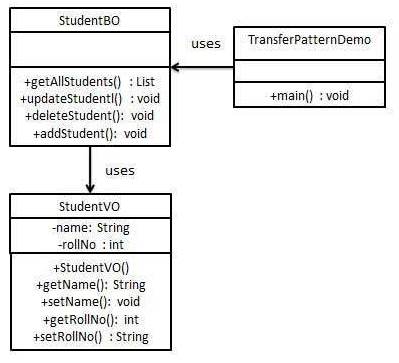 StudentBO
+getAllStudents() : List
+updateStudentl() : void
+deleteStudent(): void
+addStudent(): void
uses
TransferPatternDemo
+main() : void
uses
StudentVO
-name: String
-rollNo : int
+StudentVO()
+getName(): String
+setName(): void
+getRollNo(): int
+setRollNo() : String